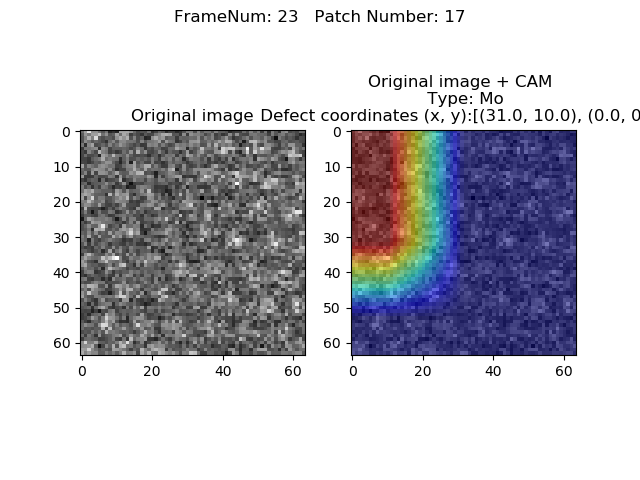 FrameNum: 23   Patch Number: 17
Original image + CAM
Type: Mo
Original image Defect coordinates (x, y):[(31.0, 10.0), (0.0, 0
0 10 20 30 40 50 60
0 20 40 60
0 10 20 30 40 50 60
0 20 40 60